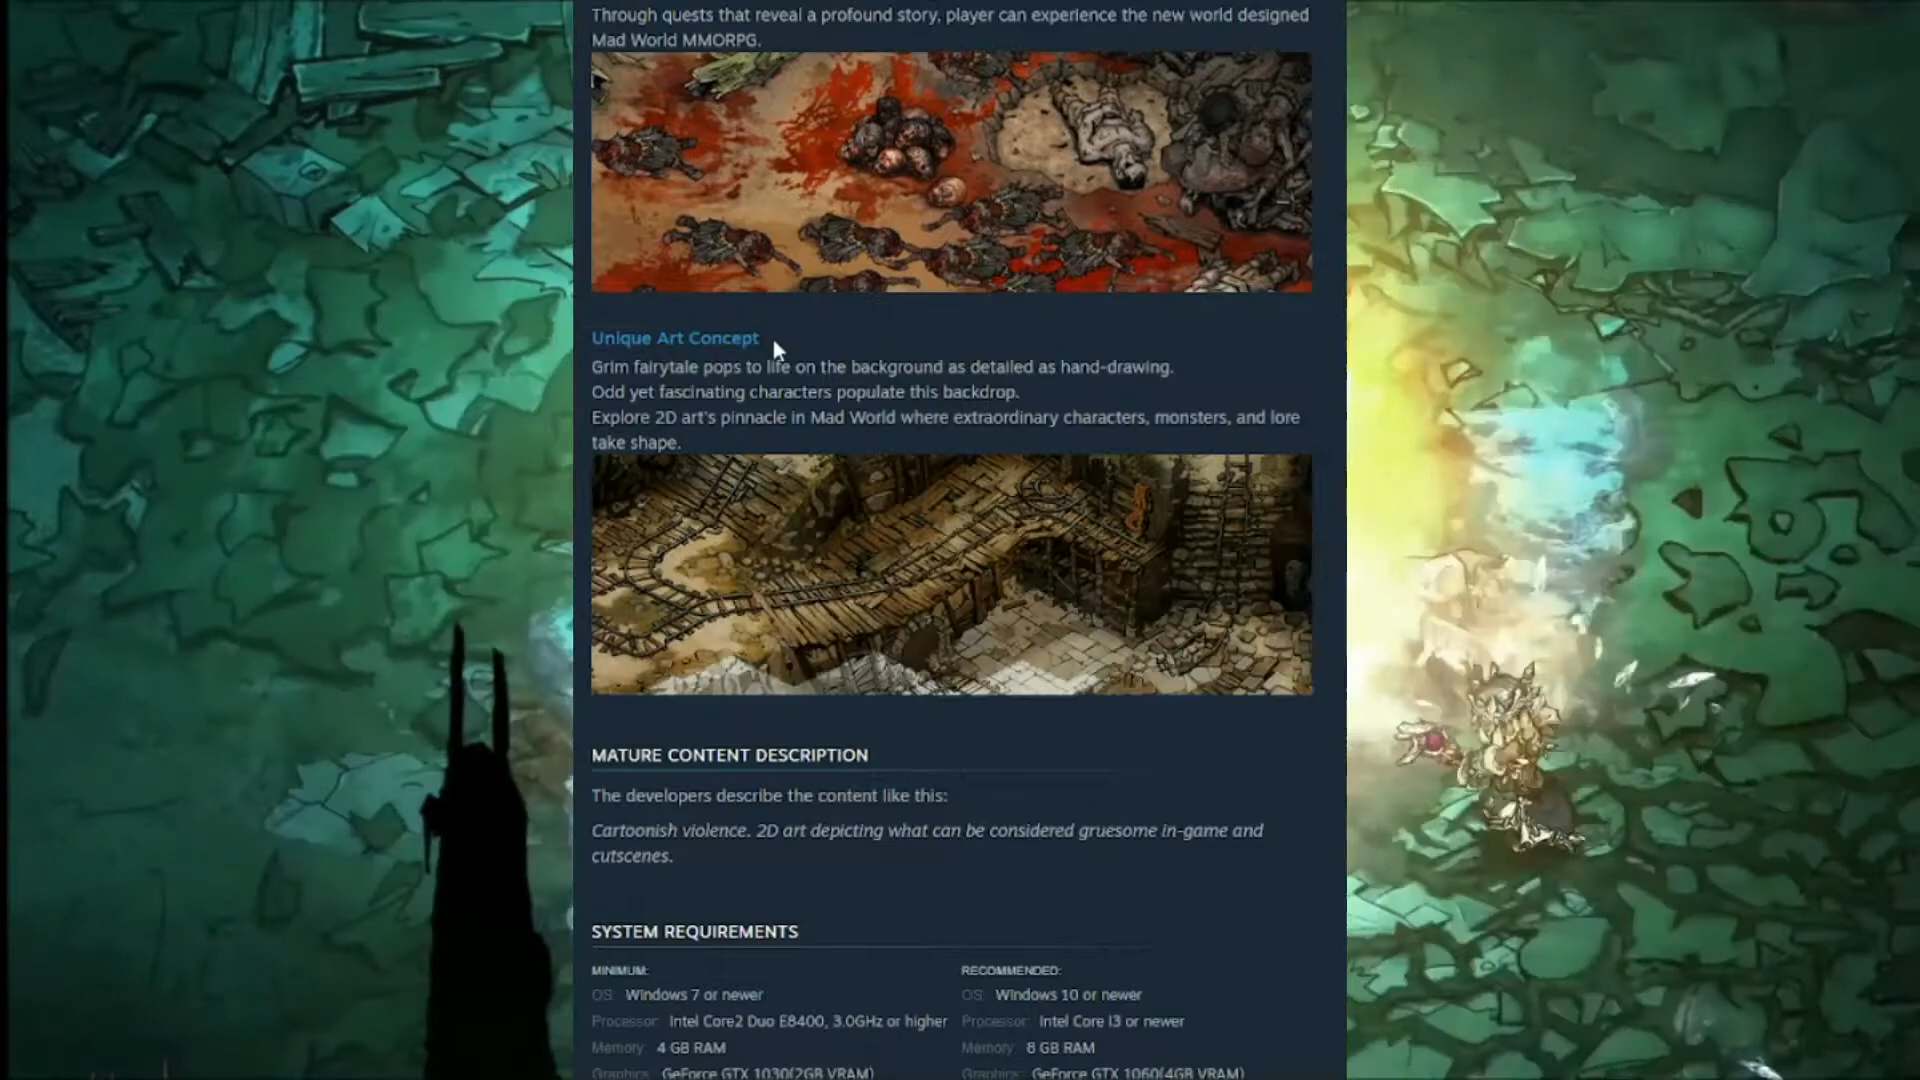 Through quests that reveal a profound story, player can experience the new world designed
Mad World MMORPG.
Unique Art Concept
Grim fairytale pops to life on the background as detailed as hand-drawing.
Odd yet fascinating characters populate this backdrop.
Explore 2D art's pinnacle in Mad World where extraordinary characters, monsters, and lore
take shape.
MATURE CONTENT DESCRIPTION
The developers describe the content like this:
Cartoonish violence. 2D art depicting what can be considered gruesome in-game and
cutscenes.
SYSTEM REQUIREMENTS
MINIMUM:
OS: Windows 7 or newer
Processor: Intel Core2 Duo E8400, 3.0GHz or higher
Memory: 4 GB RAM
Graphics: GeForce GTX 1030(2GB VRAM)
RECOMMENDED:
OS: Windows 10 or newer
Processor: Intel Core I3 or newer
Memory: 8 GB RAM
Graphics: GeForce GTX 1060(4GB VRAM)